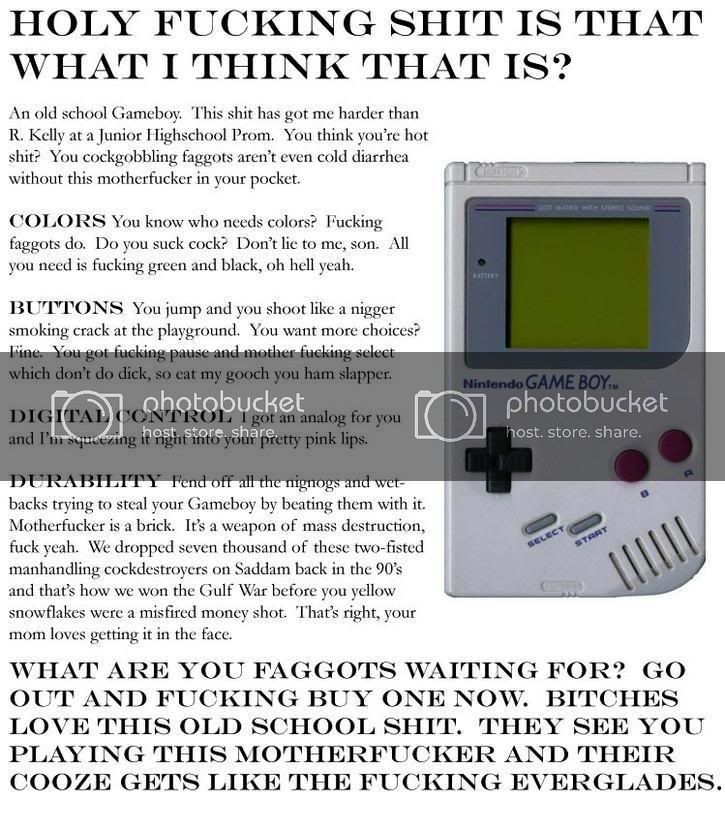 HOLY FUCKING SHIT IS THAT
WHAT I THINK THAT IS?
An old school Gameboy. This shit has got me harder than
R. Kelly at a Junior Highschool Prom. You think you're hot
shit? You cockgobbling faggots aren't even cold diarrhea
without this motherfucker in your pocket.
COLORS You know who needs colors? Fucking
faggots do. Do you suck cock? Don't lie to me, son. All
you need is fucking green and black, oh hell yeah.
BUTTONS You jump and you shoot like a nigger
smoking crack at the playground. You want more choices?
Fine. You got fucking pause and mother fucking select
which don't do dick, so eat my gooch you ham slapper.
DIGITAL CONTROL I got an analog for you
and I'm squeezing it right into your pretty pink lips.
DURABILITY Fend off all the nignogs and wet-
backs trying to steal your Gameboy by beating them with it.
Motherfucker is a brick. It's a weapon of mass destruction,
fuck yeah. We dropped seven thousand of these two-fisted
manhandling cockdestroyers on Saddam back in the 90's
and that's how we won the Gulf War before you yellow
snowflakes were a misfired money shot. That's right, your
mom loves getting it in the face.
DOT MATRIX WITH STEREO SOUND
BATTERY
Nintendo GAME BOY TM
B
A
SELECT
START
photobucket
host. store. share.
photobucket
host. store. share.
WHAT ARE YOU FAGGOTS WAITING FOR? GO
OUT AND FUCKING BUY ONE NOW. BITCHES
LOVE THIS OLD SCHOOL SHIT. THEY SEE YOU
PLAYING THIS MOTHERFUCKER AND THEIR
COOZE GETS LIKE THE FUCKING EVERGLADES.